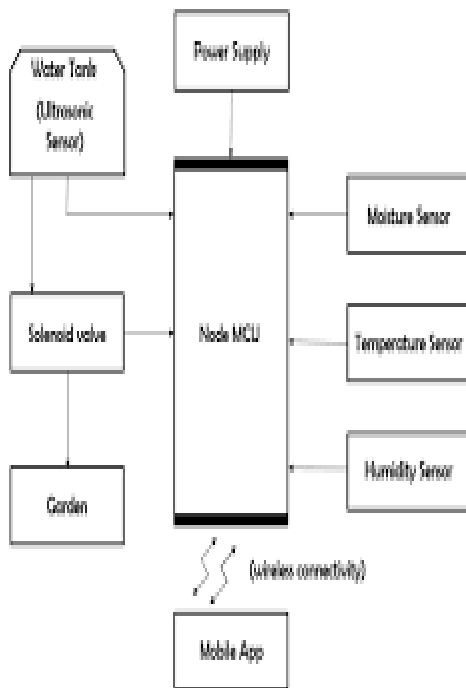 Power Supply
Water Tank
(Ultrasonic
Sensor)
Moisture Sensor
Solenoid valve
Node MCU
Temperature Sensor
Garden
Humidity Sensor
(wireless connectivity)
Mobile App